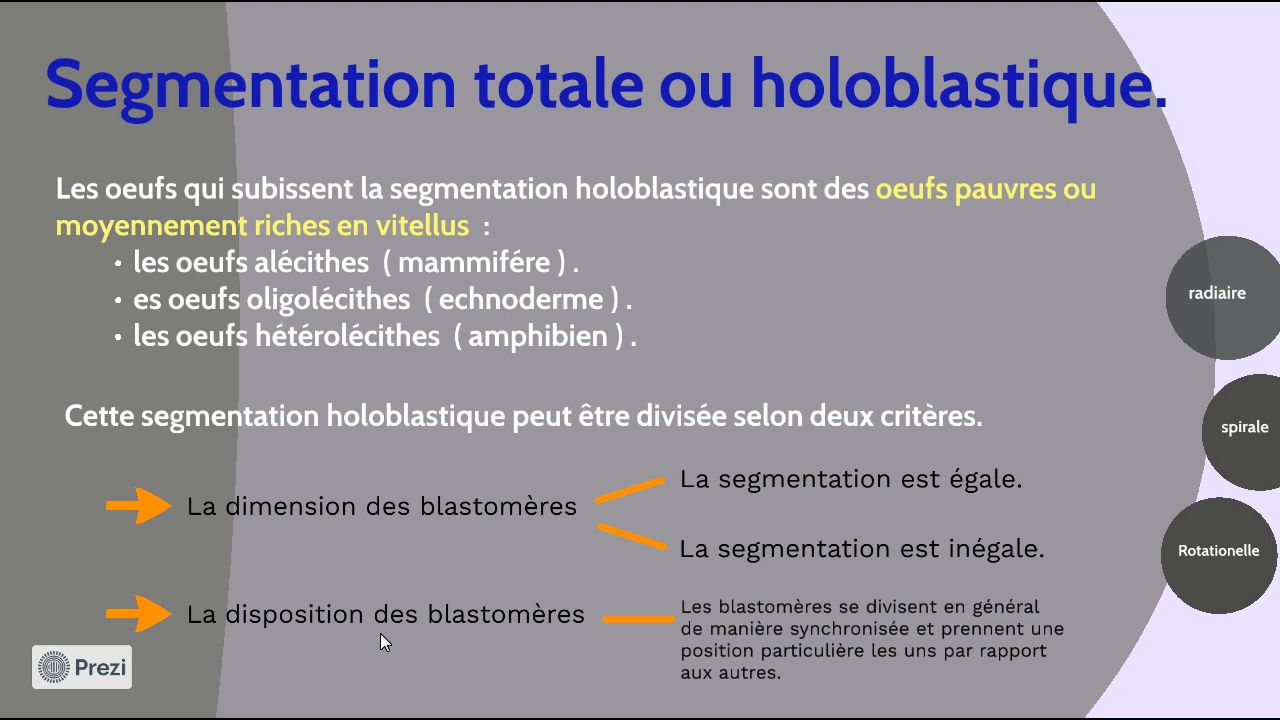 Segmentation totale ou holoblastique.
Les oeufs qui subissent la segmentation holoblastique sont des oeufs pauvres ou
moyennement riches en vitellus :
• les oeufs alécithes ( mammifére ) .
• es oeufs oligolécithes ( echnoderme ) .
• les oeufs hétérolécithes ( amphibien ) .
Cette segmentation holoblastique peut être divisée selon deux critères.
La dimension des blastomères
La segmentation est égale.
La segmentation est inégale.
La disposition des blastomères
Les blastomères se divisent en général
de manière synchronisée et prennent une
position particulière les uns par rapport
aux autres.
radiaire
spirale
Rotationelle
Prezi